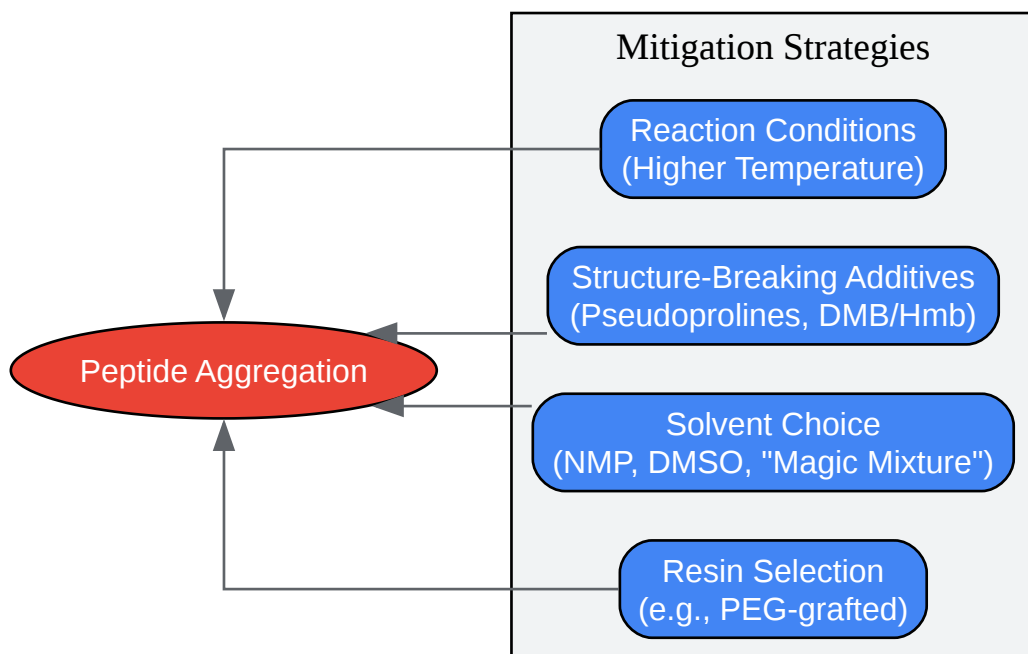 Mitigation Strategies
Reaction Conditions
(Higher Temperature)
Structure-Breaking Additives
(Pseudoprolines, DMB/Hmb)
Peptide Aggregation
Solvent Choice
(NMP, DMSO, "Magic Mixture")
Resin Selection
(e.g., PEG-grafted)